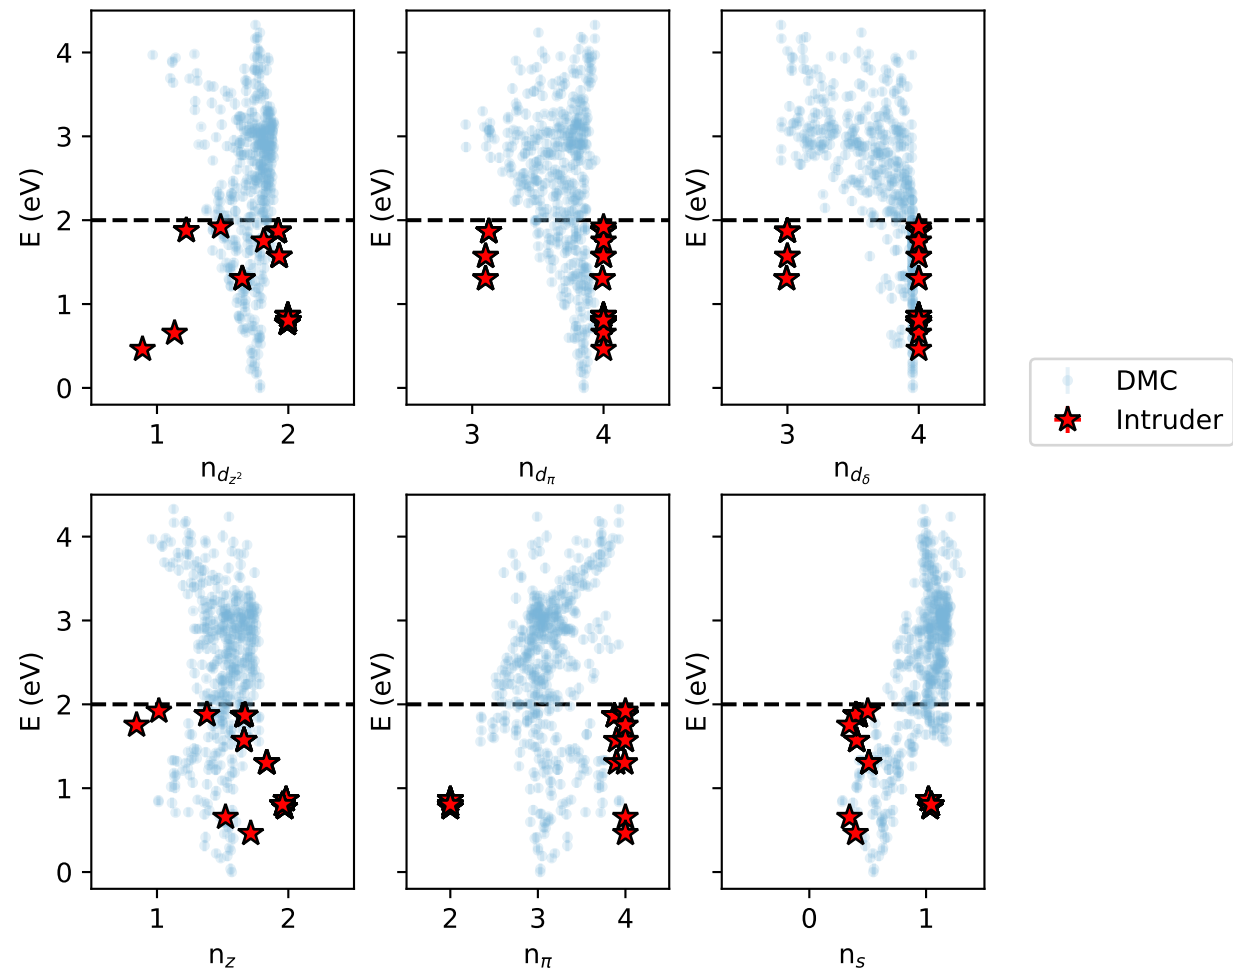 E (eV)
4
3
2
1
0
1 2
n_{d_{z^2}}
E (eV)
3 4
n_{d_π}
E (eV)
3 4
n_{d_δ}
DMC
Intruder
E (eV)
4
3
2
1
0
1 2
n_z
E (eV)
2 3 4
n_π
E (eV)
0 1
n_s